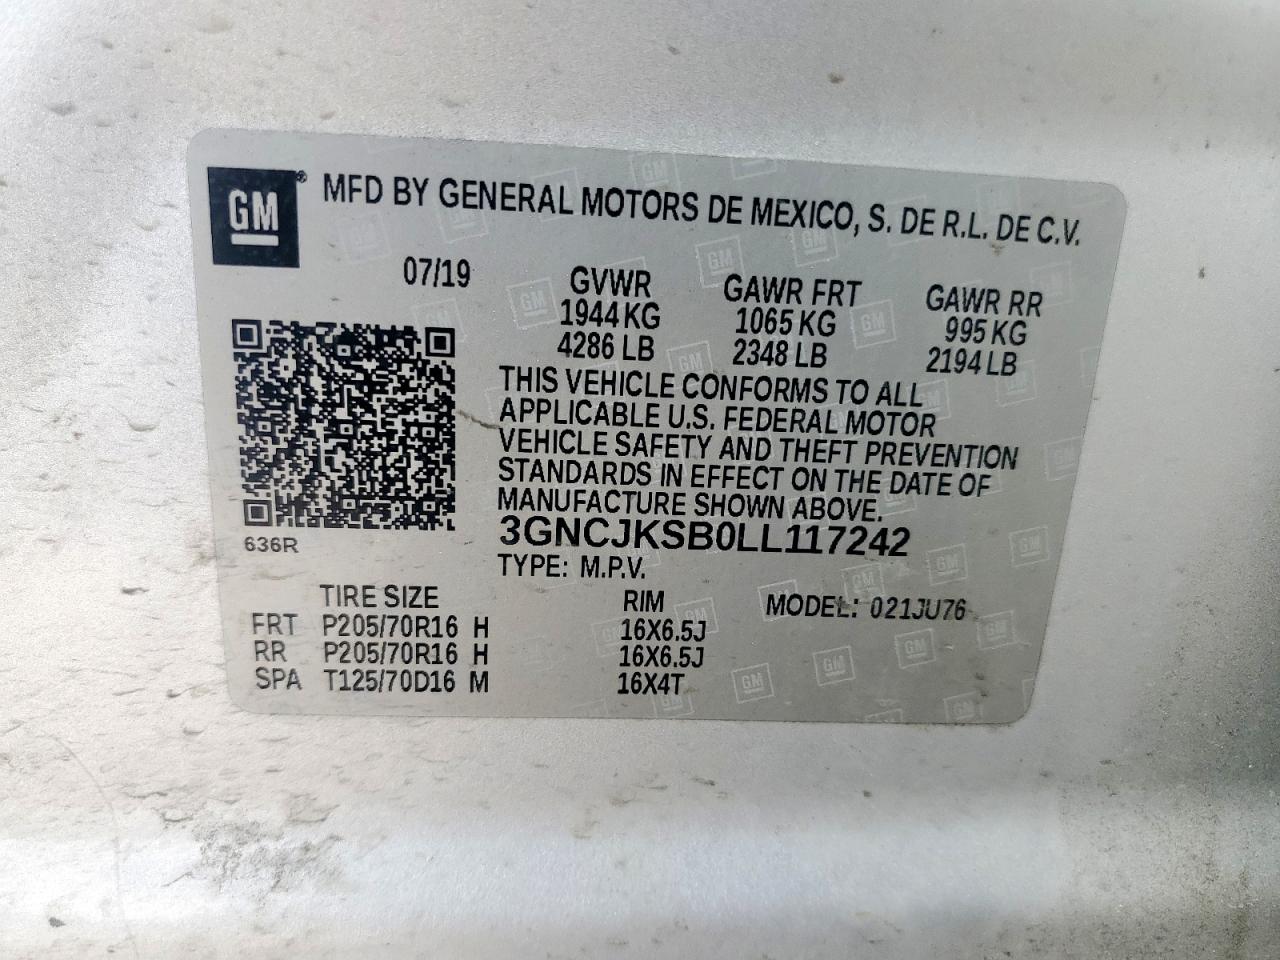 GM® MFD BY GENERAL MOTORS DE MEXICO, S. DE R.L. DE C.V.
07/19 GVWR GAWR FRT GAWR RR
1944 KG 1065 KG 995 KG
4286 LB 2348 LB 2194 LB
THIS VEHICLE CONFORMS TO ALL
APPLICABLE U.S. FEDERAL MOTOR
VEHICLE SAFETY AND THEFT PREVENTION
STANDARDS IN EFFECT ON THE DATE OF
MANUFACTURE SHOWN ABOVE.
3GNCJKSB0LL117242
636R
TYPE: M.P.V.
TIRE SIZE RIM MODEL: 021JU76
FRT P205/70R16 H 16X6.5J
RR P205/70R16 H 16X6.5J
SPA T125/70D16 M 16X4T